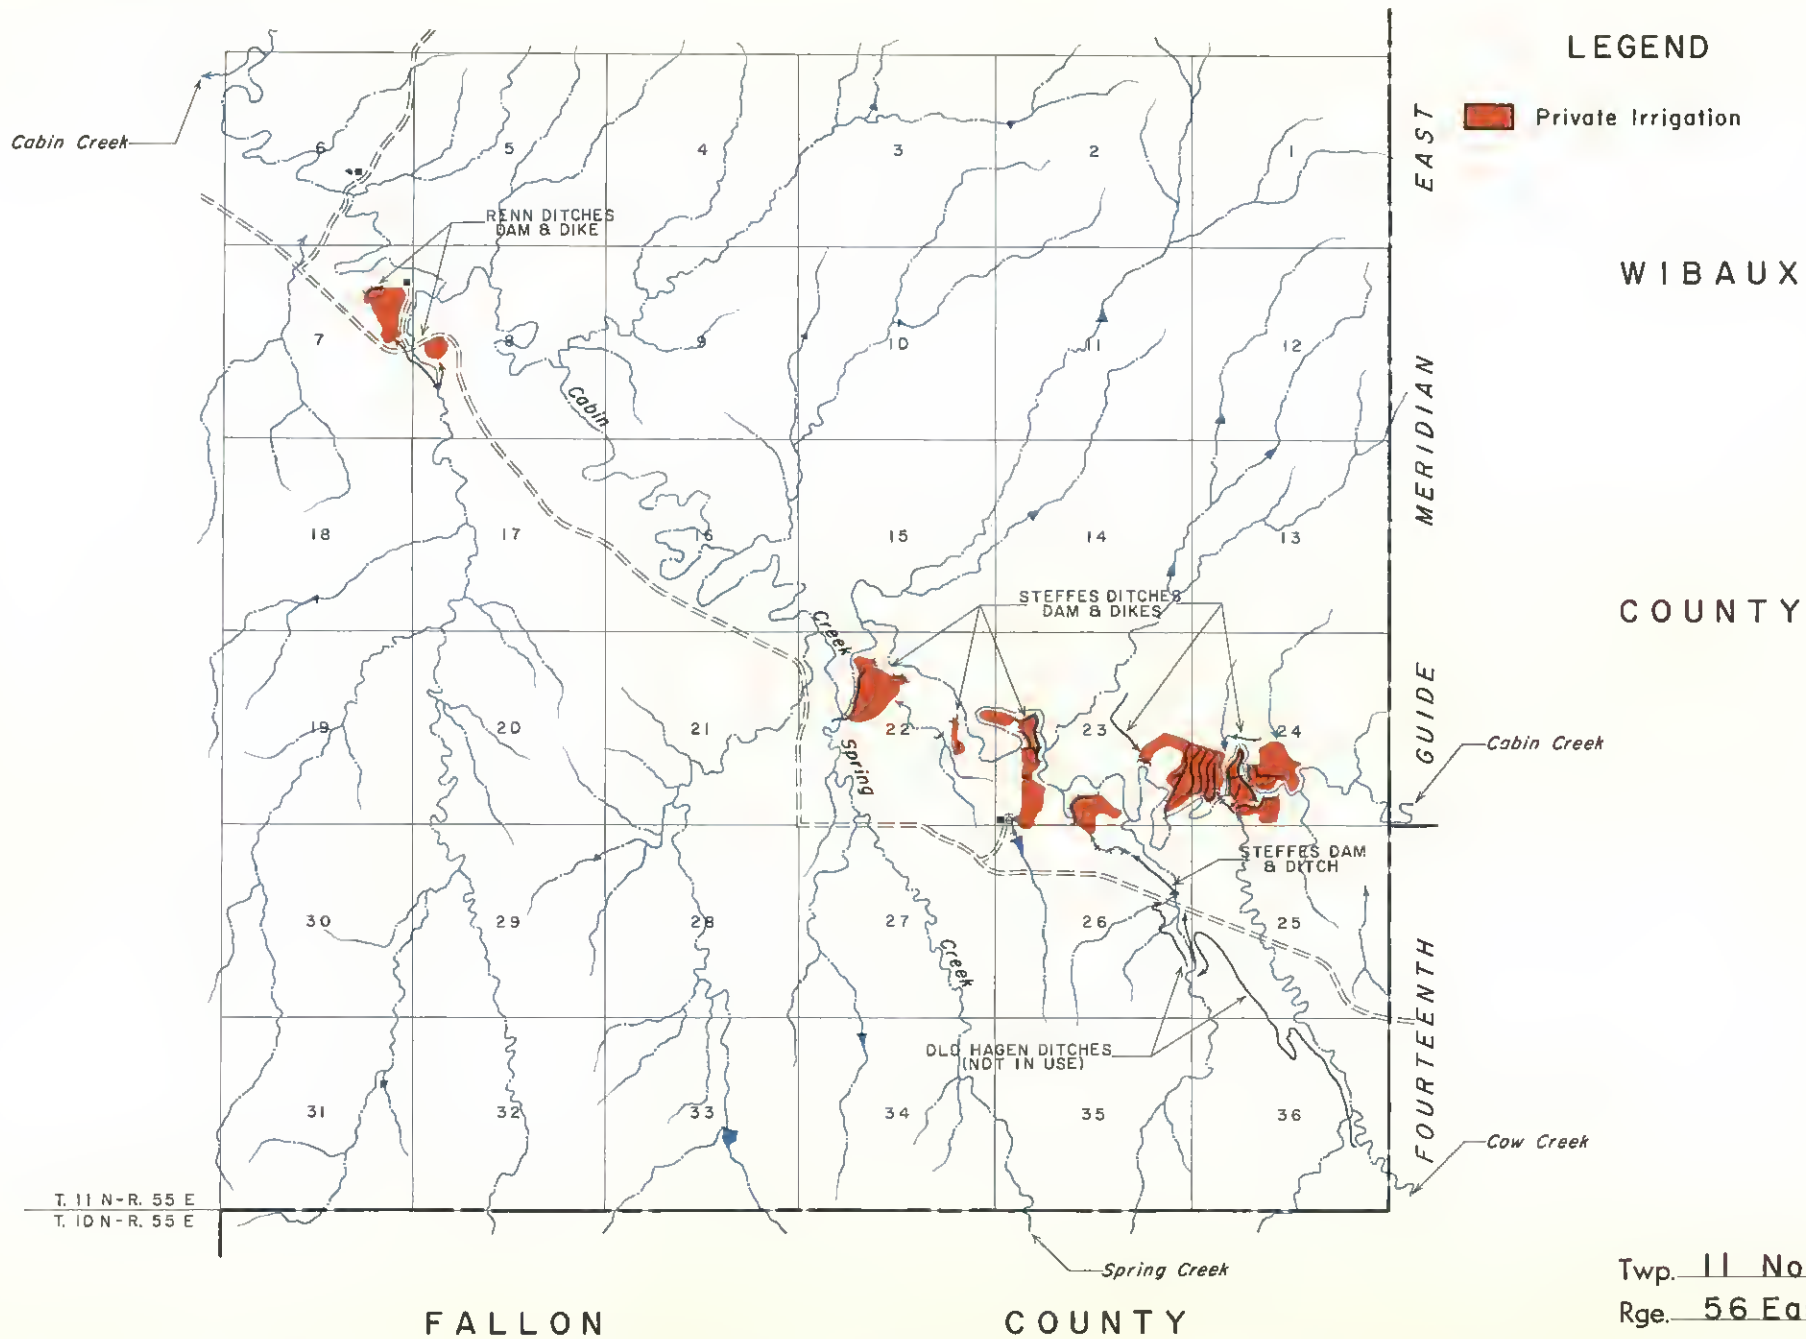 LEGEND
Private Irrigation
Cabin Creek
6
5
4
3
2
1
RENN DITCHES
DAM & DIKE
EAST
WIBAUX
7
8
9
10
11
12
Cabin
MERIDIAN
18
17
16
15
14
13
STEFFES DITCHES
DAM & DIKES
COUNTY
Creek
19
20
21
22
23
24
GUIDE
Cabin Creek
Spring
STEFFES DAM
& DITCH
30
29
28
27
26
25
Creek
FOURTEENTH
OLD HAGEN DITCHES
(NOT IN USE)
31
32
33
34
35
36
Cow Creek
T. 11 N-R. 55 E
T. 10 N-R. 55 E
Spring Creek
Twp. 11 No
Rge. 56 Ea
FALLON COUNTY